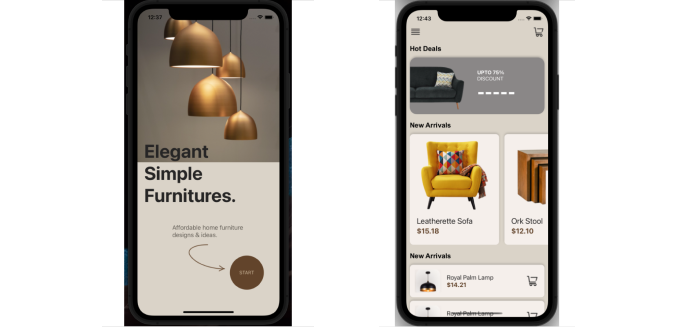 12:37
Elegant
Simple
Furnitures.
Affordable home furniture
designs & ideas.
START
12:43
Hot Deals
UPTO 75%
DISCOUNT
New Arrivals
Leatherette Sofa
$15.18
Ork Stool
$12.10
New Arrivals
Royal Palm Lamp
$14.21
Royal Palm Lamp